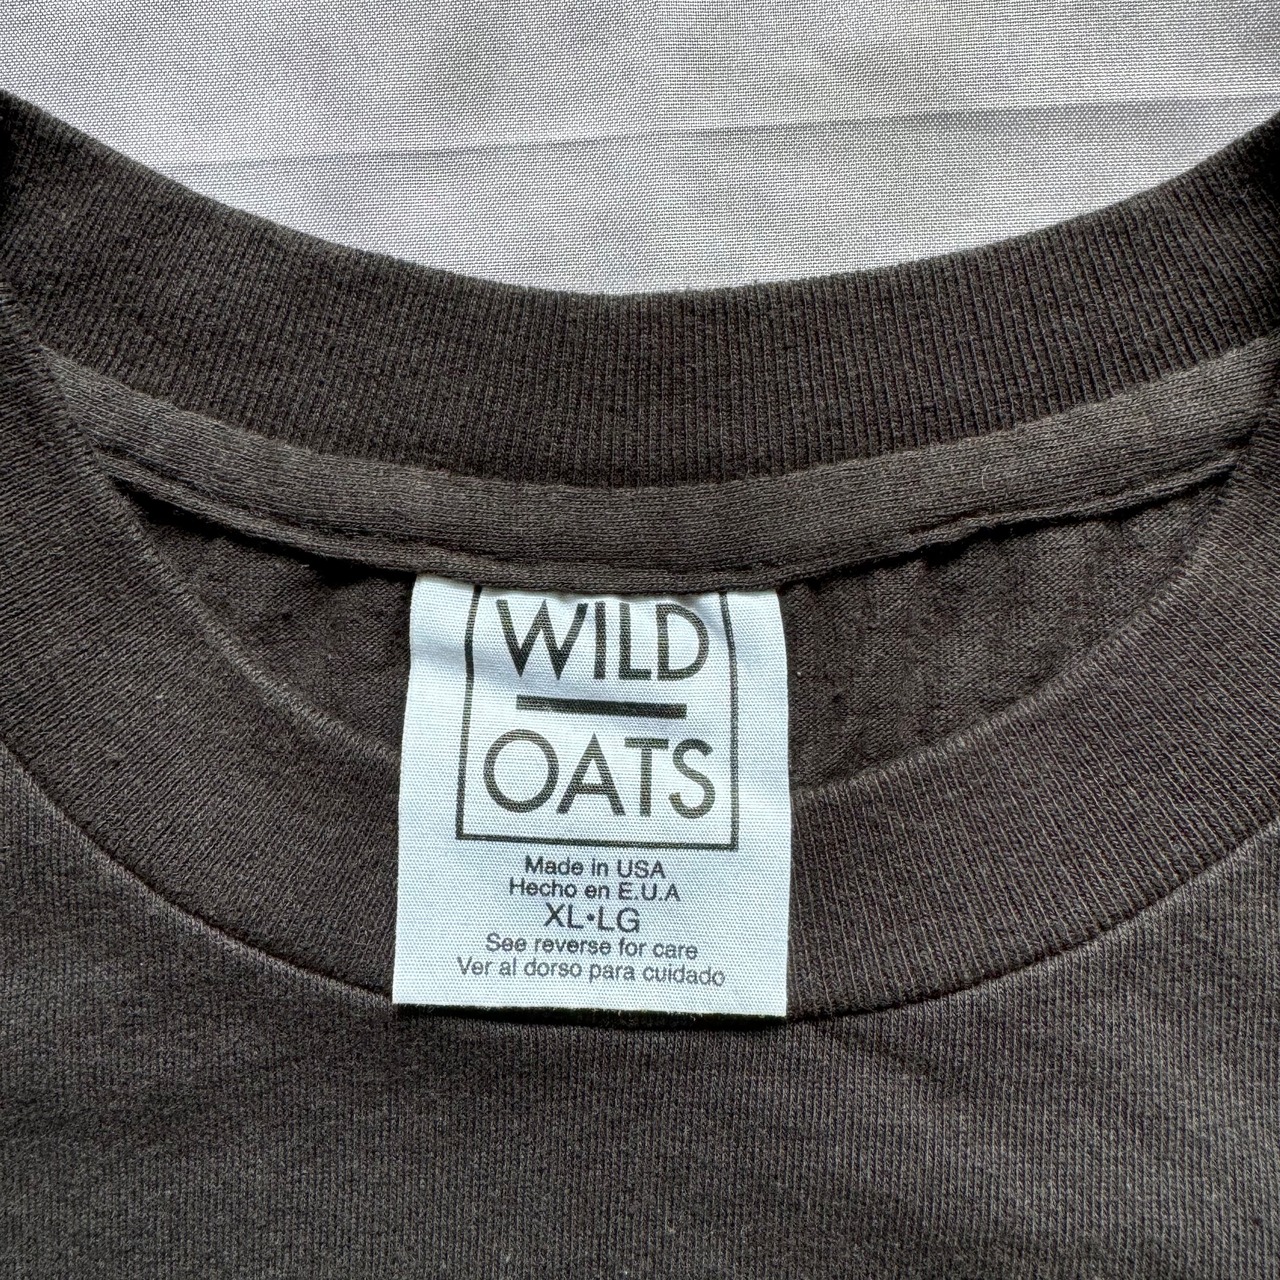 WILD
OATS
Made in USA
Hecho en E.U.A
XL•LG
See reverse for care
Ver al dorso para cuidado